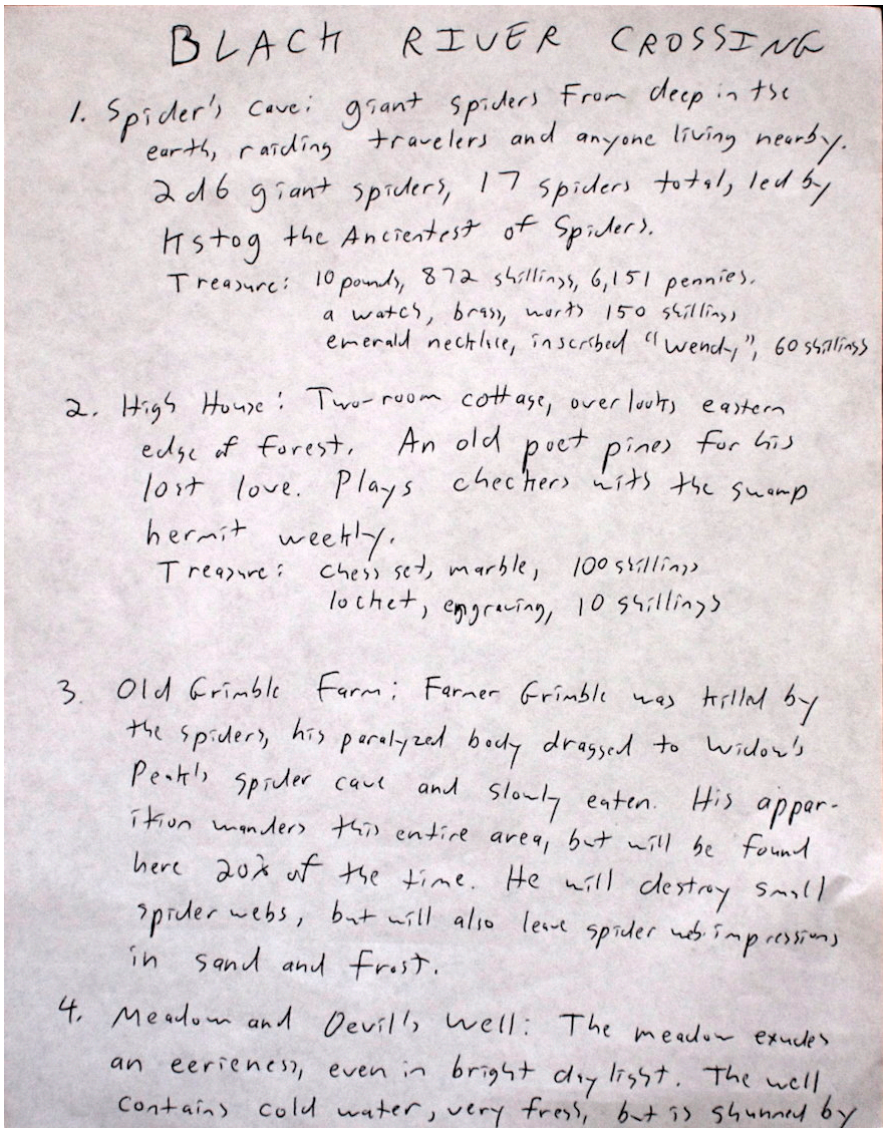 BLACK RIVER CROSSING
1. Spider's Cave: giant spiders from deep in the
earth, raiding travelers and anyone living nearby.
2d6 giant spiders, 17 spiders total, led by
Kstog the Ancientest of Spiders.
Treasure: 10 pounds, 872 shillings, 6,151 pennies.
a watch, brass, worth 150 shillings
emerald necklace, inscribed "Wendy", 60 shillings
2. High House: Two-room cottage, overlooks eastern
edge of forest. An old poet pines for his
lost love. Plays checkers with the swamp
hermit weekly.
Treasure: chess set, marble, 100 shillings
locket, engraving, 10 shillings
3. Old Grimble Farm: Farmer Grimble was killed by
the spiders, his paralyzed body dragged to Widow's
Peak's spider cave and slowly eaten. His appar-
ition wanders this entire area, but will be found
here 20% of the time. He will destroy small
spider webs, but will also leave spider web impressions
in sand and frost.
4. Meadow and Devil's Well: The meadow exudes
an eerieness, even in bright daylight. The well
contains cold water, very fresh, but is shunned by